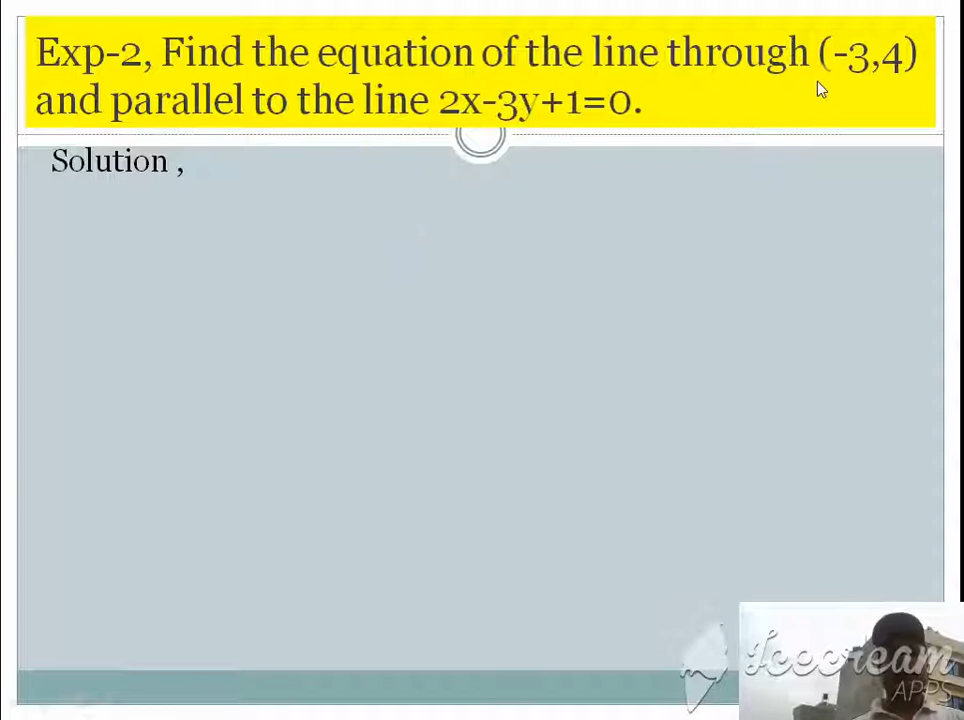 Exp-2, Find the equation of the line through (-3,4)
and parallel to the line 2x-3y+1=0.
Solution ,
Icecream
APPS